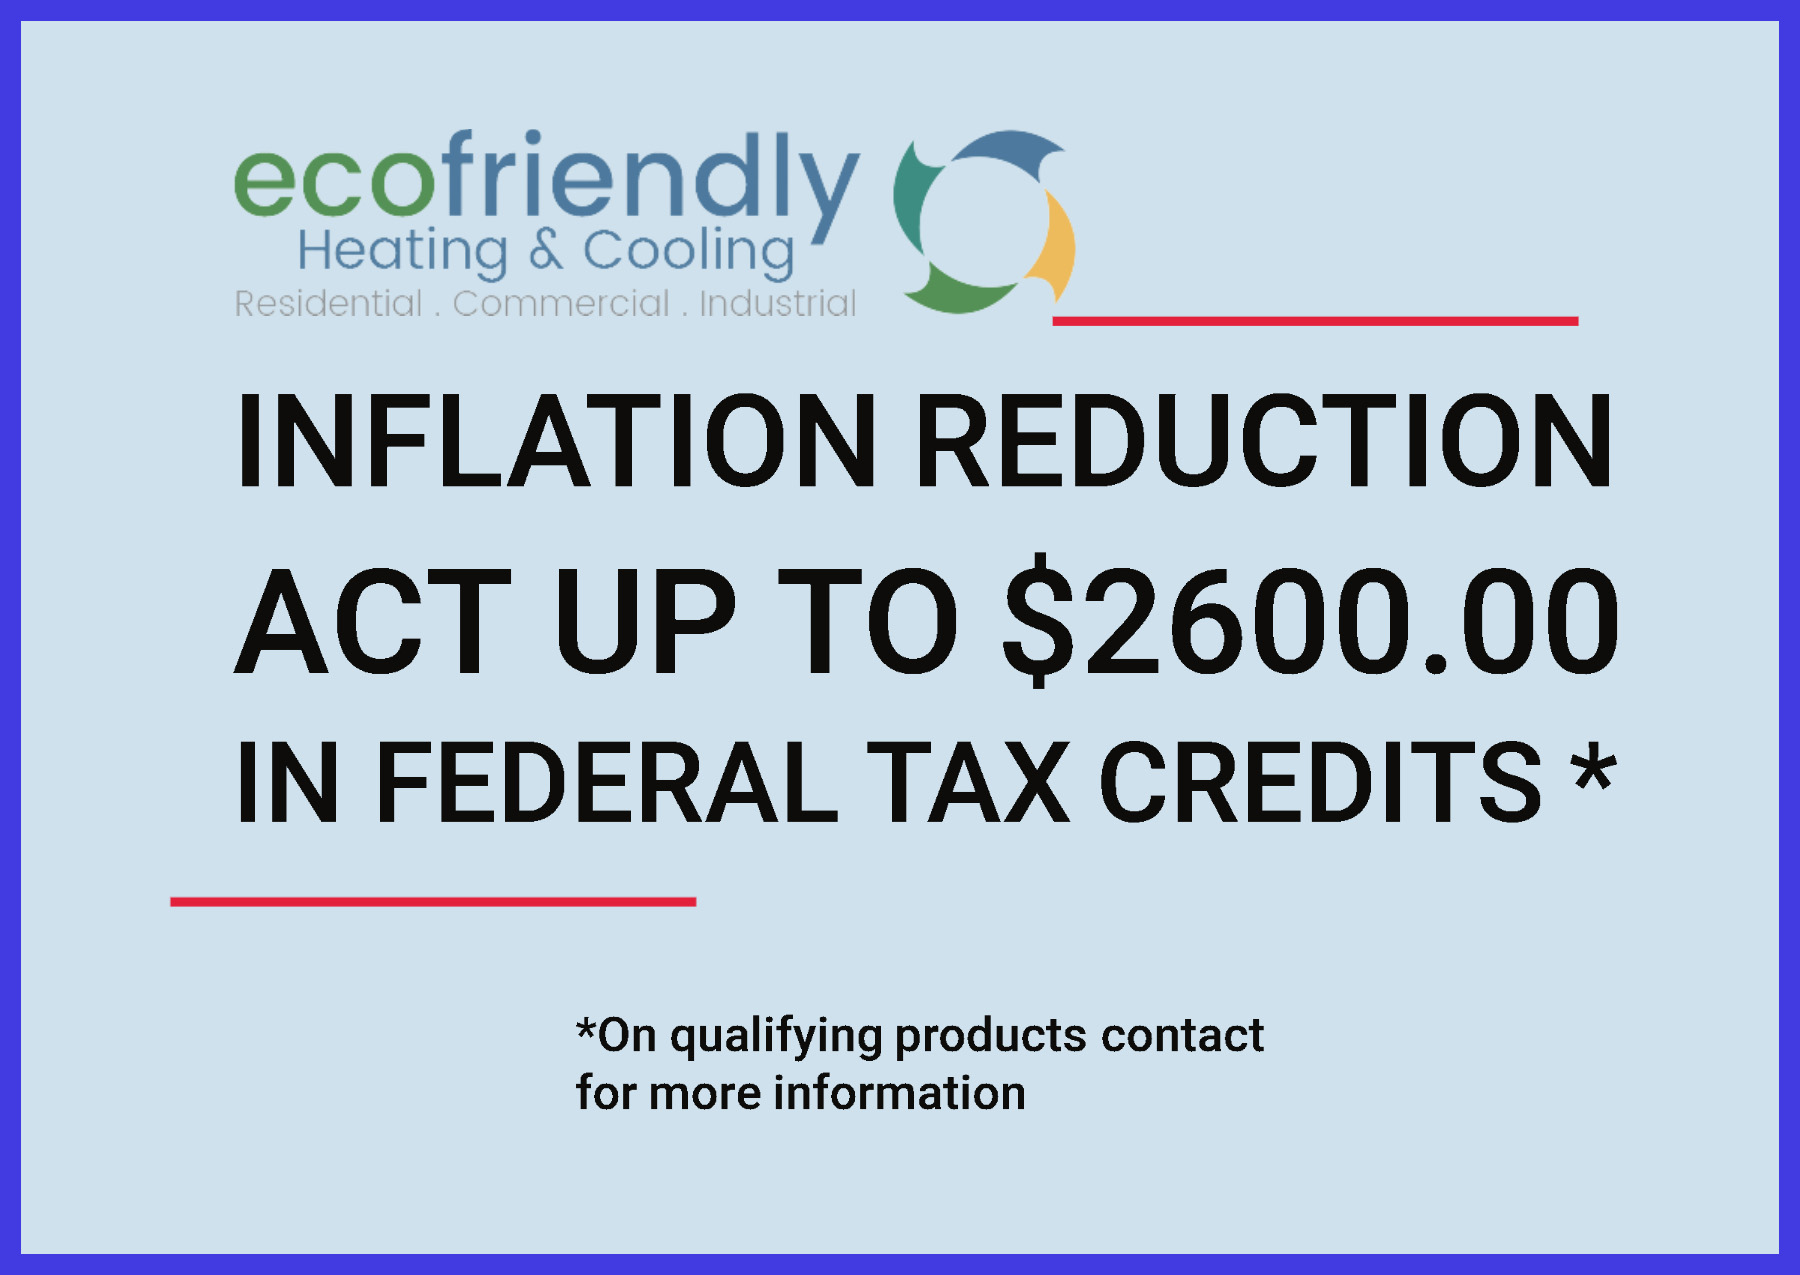 ecofriendly
Heating & Cooling
Residential . Commercial . Industrial
INFLATION REDUCTION
ACT UP TO $2600.00
IN FEDERAL TAX CREDITS *
*On qualifying products contact
for more information